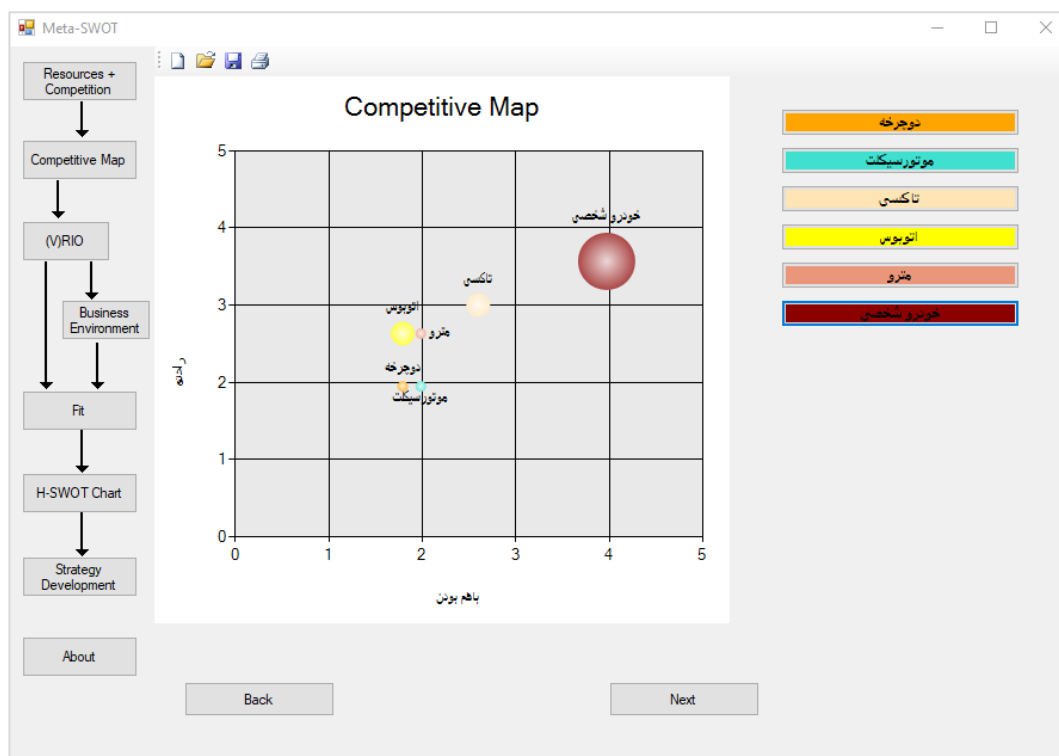 Meta-SWOT
Resources +
Competition
Competitive Map
(V)RIO
Business
Environment
Fit
H-SWOT Chart
Strategy
Development
About
Competitive Map
5
4
3
2
1
0
0
1
2
3
4
5
خودرو شخصی
تاکسی
اتوبوس
مترو
دوچرخه
موتورسیکلت
باهم بودن
دوچرخه
موتورسیکلت
تاکسی
اتوبوس
مترو
خودرو شخصی
Back
Next